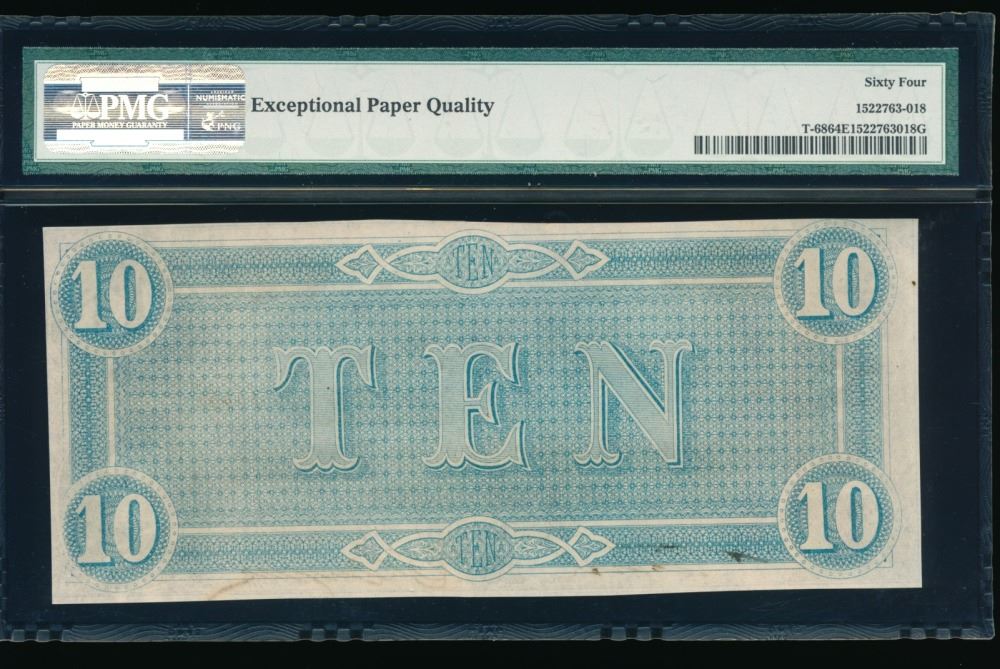 PMG
PAPER MONEY GUARANTY
NUMISMATIC
PNG
Exceptional Paper Quality
Sixty Four
1522763-018
T-6864E1522763018G
10 TEN 10
TEN
10 TEN 10